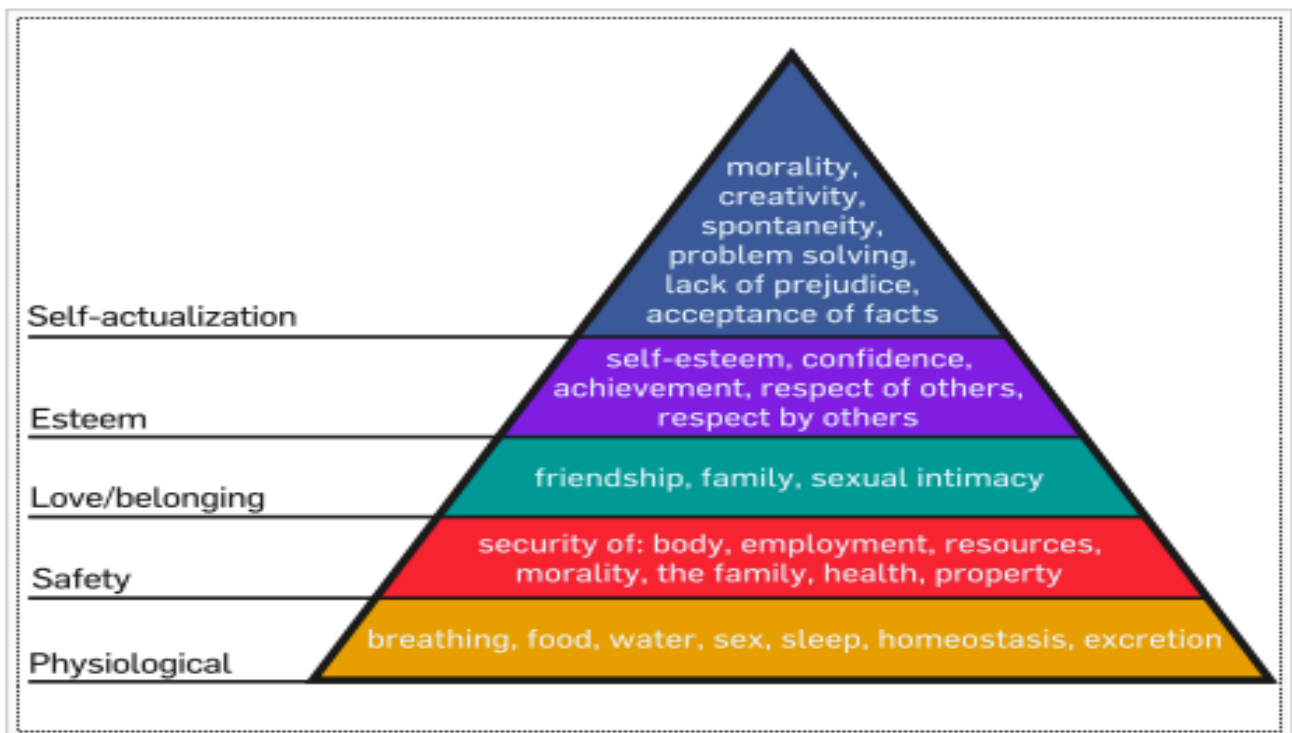 morality,
creativity,
spontaneity,
problem solving,
lack of prejudice,
acceptance of facts
Self-actualization
self-esteem, confidence,
achievement, respect of others,
respect by others
Esteem
friendship, family, sexual intimacy
Love/belonging
security of: body, employment, resources,
morality, the family, health, property
Safety
breathing, food, water, sex, sleep, homeostasis, excretion
Physiological